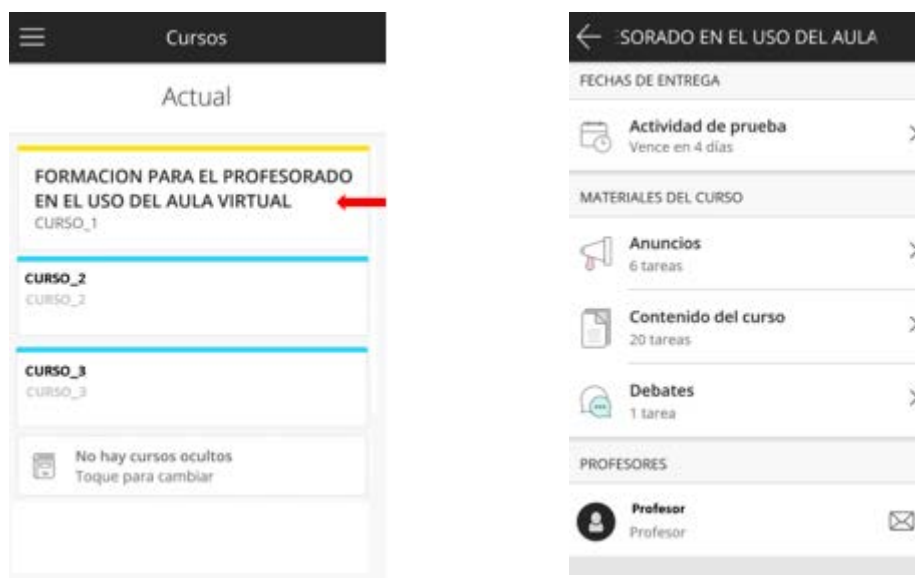 Cursos
Actual
FORMACION PARA EL PROFESORADO
EN EL USO DEL AULA VIRTUAL
CURSO_1
CURSO_2
CURSO_2
CURSO_3
CURSO_3
No hay cursos ocultos
Toque para cambiar
SORADO EN EL USO DEL AULA
FECHAS DE ENTREGA
Actividad de prueba
Vence en 4 días
MATERIALES DEL CURSO
Anuncios
6 tareas
Contenido del curso
20 tareas
Debates
1 tarea
PROFESORES
Profesor
Profesor